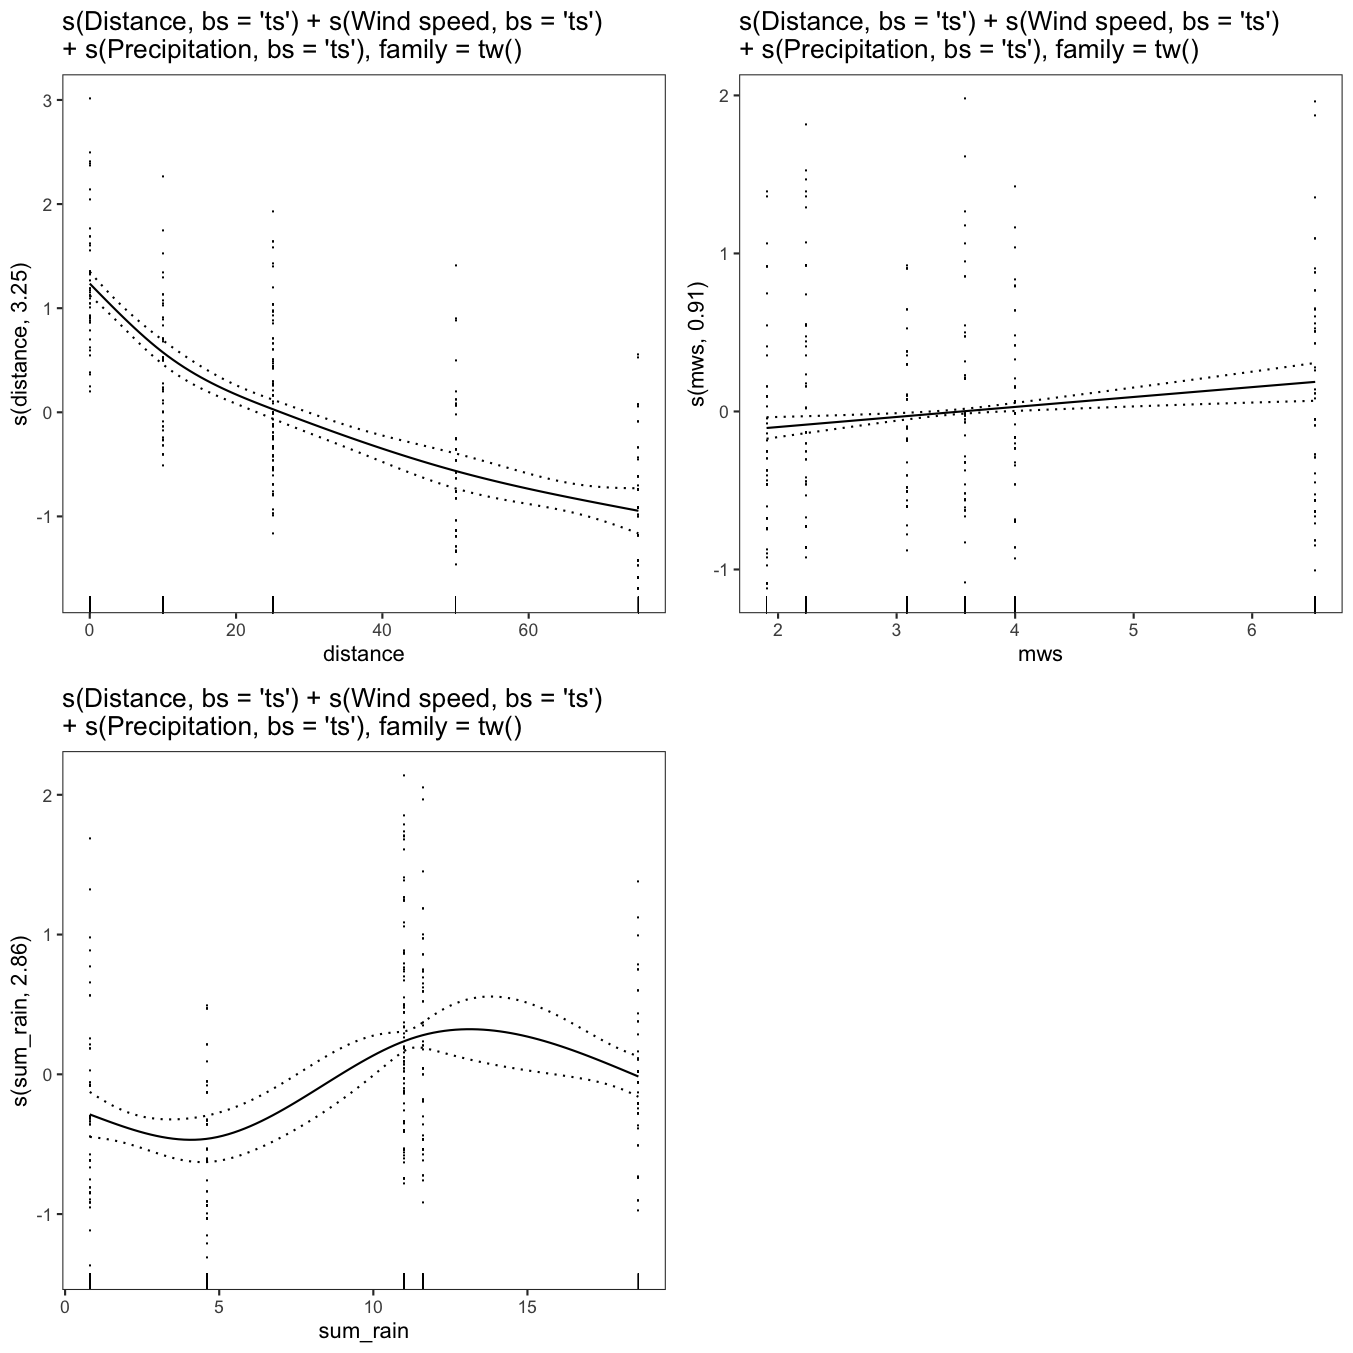 s(Distance, bs = 'ts') + s(Wind speed, bs = 'ts')
+ s(Precipitation, bs = 'ts'), family = tw()
3
2
1
0
-1
s(distance, 3.25)
0
20
40
60
distance
s(Distance, bs = 'ts') + s(Wind speed, bs = 'ts')
+ s(Precipitation, bs = 'ts'), family = tw()
2
1
0
-1
s(mws, 0.91)
2
3
4
5
6
mws
s(Distance, bs = 'ts') + s(Wind speed, bs = 'ts')
+ s(Precipitation, bs = 'ts'), family = tw()
2
1
0
-1
s(sum_rain, 2.86)
0
5
10
15
sum_rain